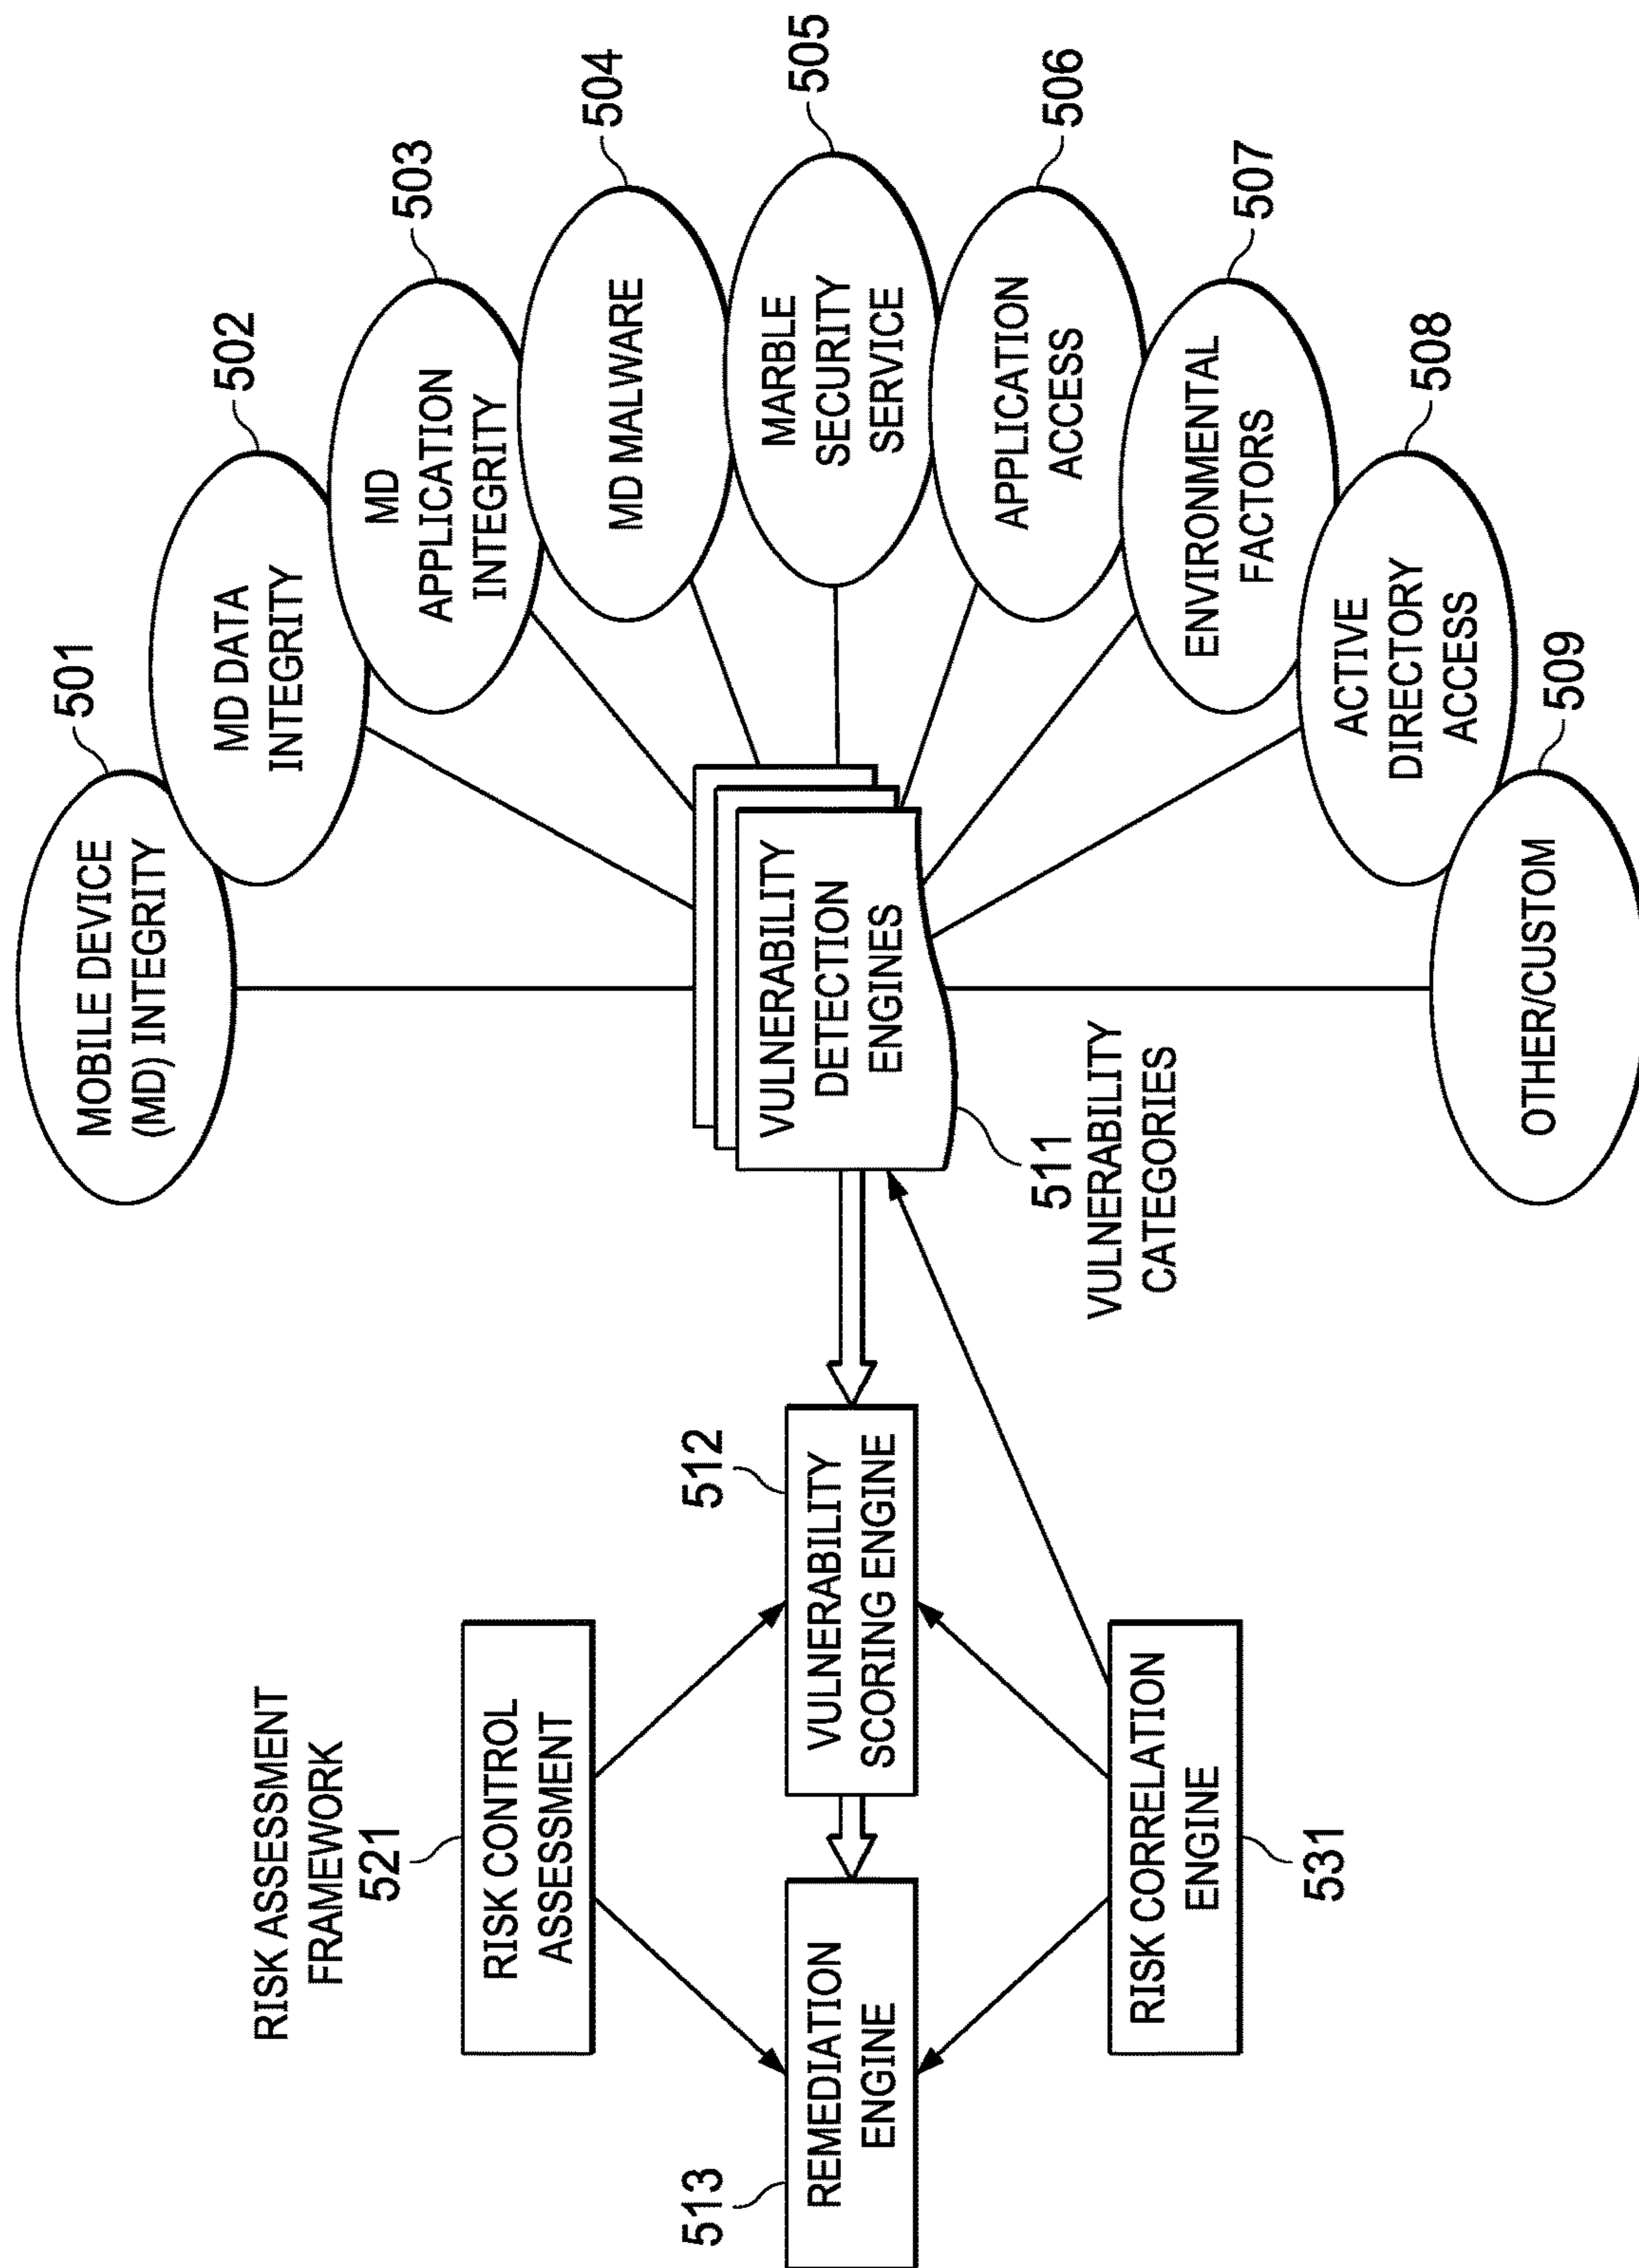 RISK ASSESSMENT
FRAMEWORK
521
RISK CONTROL
ASSESSMENT
513
REMEDIATION
ENGINE
512
VULNERABILITY
SCORING ENGINE
RISK CORRELATION
ENGINE
531
VULNERABILITY
DETECTION
ENGINES
511
VULNERABILITY
CATEGORIES
MOBILE DEVICE
(MD) INTEGRITY
501
MD DATA
INTEGRITY
502
MD
APPLICATION
INTEGRITY
503
MD MALWARE
504
MARBLE
SECURITY
SERVICE
505
APPLICATION
ACCESS
506
ENVIRONMENTAL
FACTORS
507
ACTIVE
DIRECTORY
ACCESS
508
OTHER/CUSTOM
509